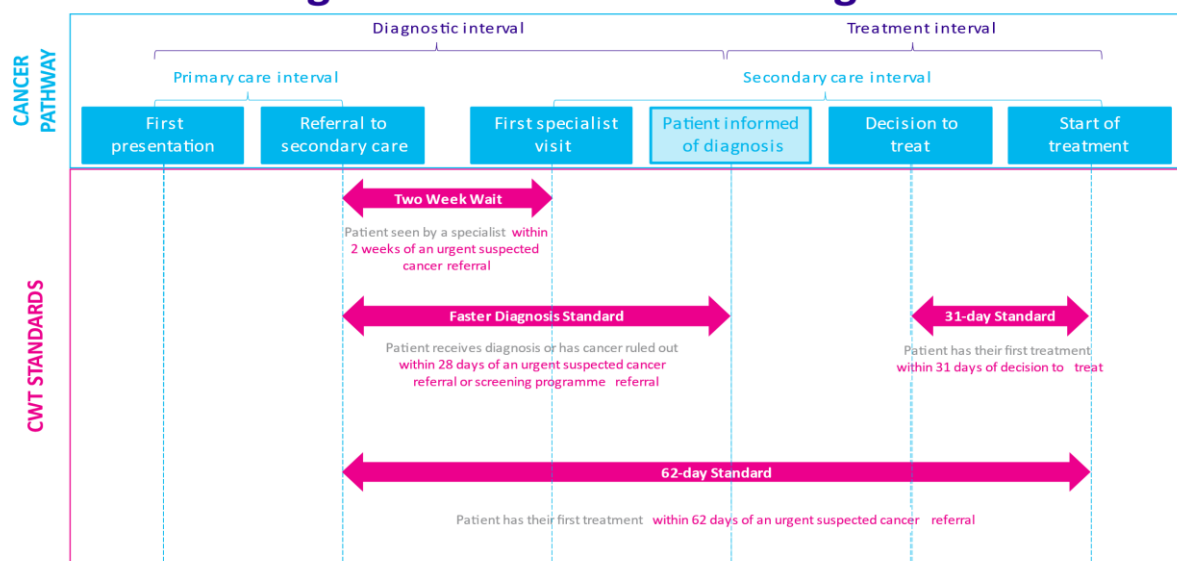 Diagnostic interval
Treatment interval
CANCER
PATHWAY
Primary care interval
Secondary care interval
First
presentation
Referral to
secondary care
First specialist
visit
Patient informed
of diagnosis
Decision to
treat
Start of
treatment
CWT STANDARDS
Two Week Wait
Patient seen by a specialist within
2 weeks of an urgent suspected
cancer referral
Faster Diagnosis Standard
Patient receives diagnosis or has cancer ruled out
within 28 days of an urgent suspected cancer
referral or screening programme referral
31-day Standard
Patient has their first treatment
within 31 days of decision to treat
62-day Standard
Patient has their first treatment within 62 days of an urgent suspected cancer referral